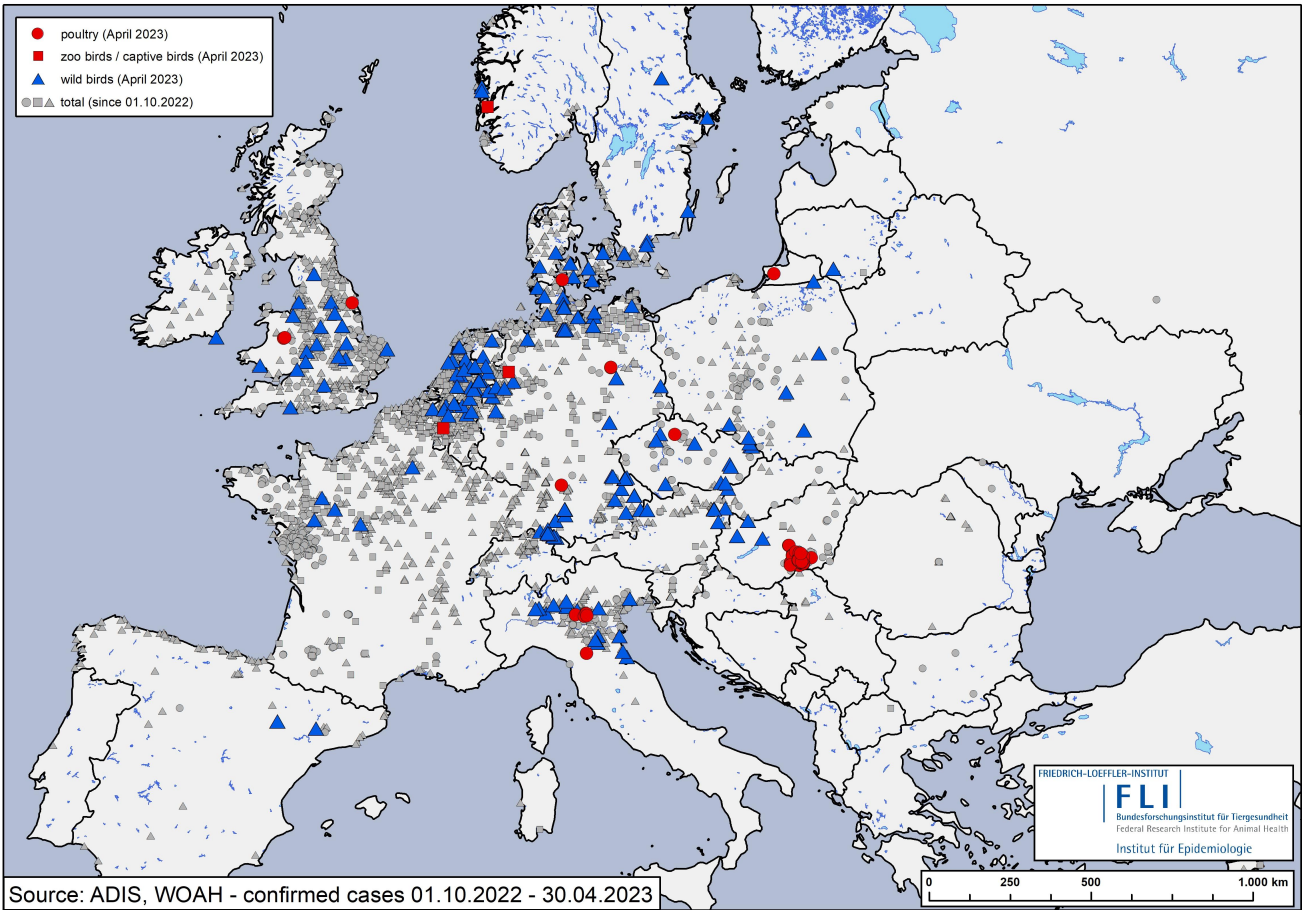 poultry (April 2023)
zoo birds / captive birds (April 2023)
wild birds (April 2023)
total (since 01.10.2022)
FRIEDRICH-LOEFFLER-INSTITUT
FLI
Bundesforschungsinstitut für Tiergesundheit
Federal Research Institute for Animal Health
Institut für Epidemiologie
0 250 500 1.000 km
Source: ADIS, WOAH - confirmed cases 01.10.2022 - 30.04.2023